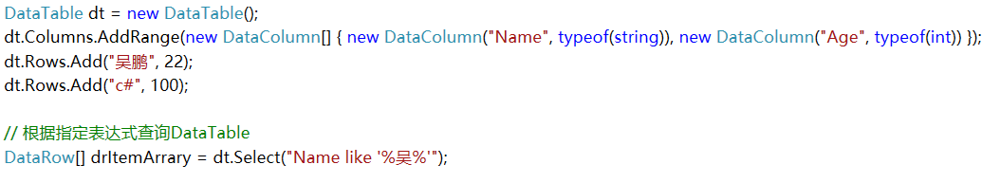 DataTable dt = new DataTable();
dt.Columns.AddRange(new DataColumn[] { new DataColumn("Name", typeof(string)), new DataColumn("Age", typeof(int)) });
dt.Rows.Add("吴鹏", 22);
dt.Rows.Add("c#", 100);
// 根据指定表达式查询DataTable
DataRow[] drItemArrary = dt.Select("Name like '%吴%'");